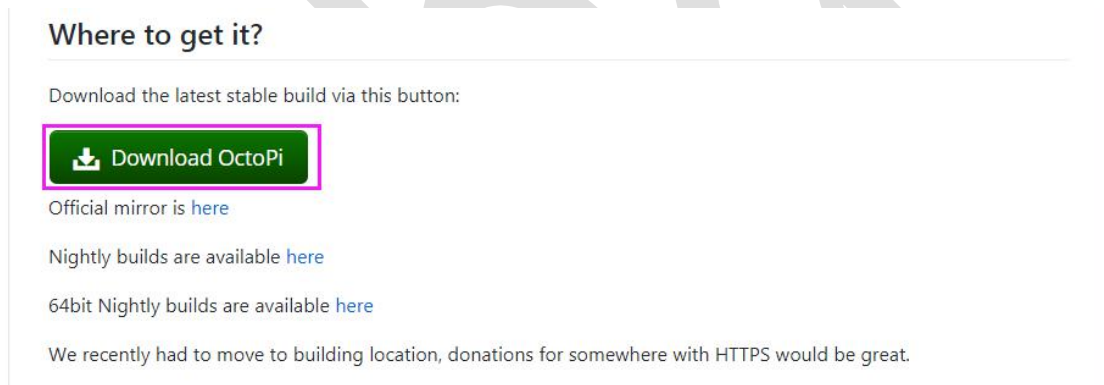 Where to get it?
Download the latest stable build via this button:
Download OctoPi
Official mirror is here
Nightly builds are available here
64bit Nightly builds are available here
We recently had to move to building location, donations for somewhere with HTTPS would be great.